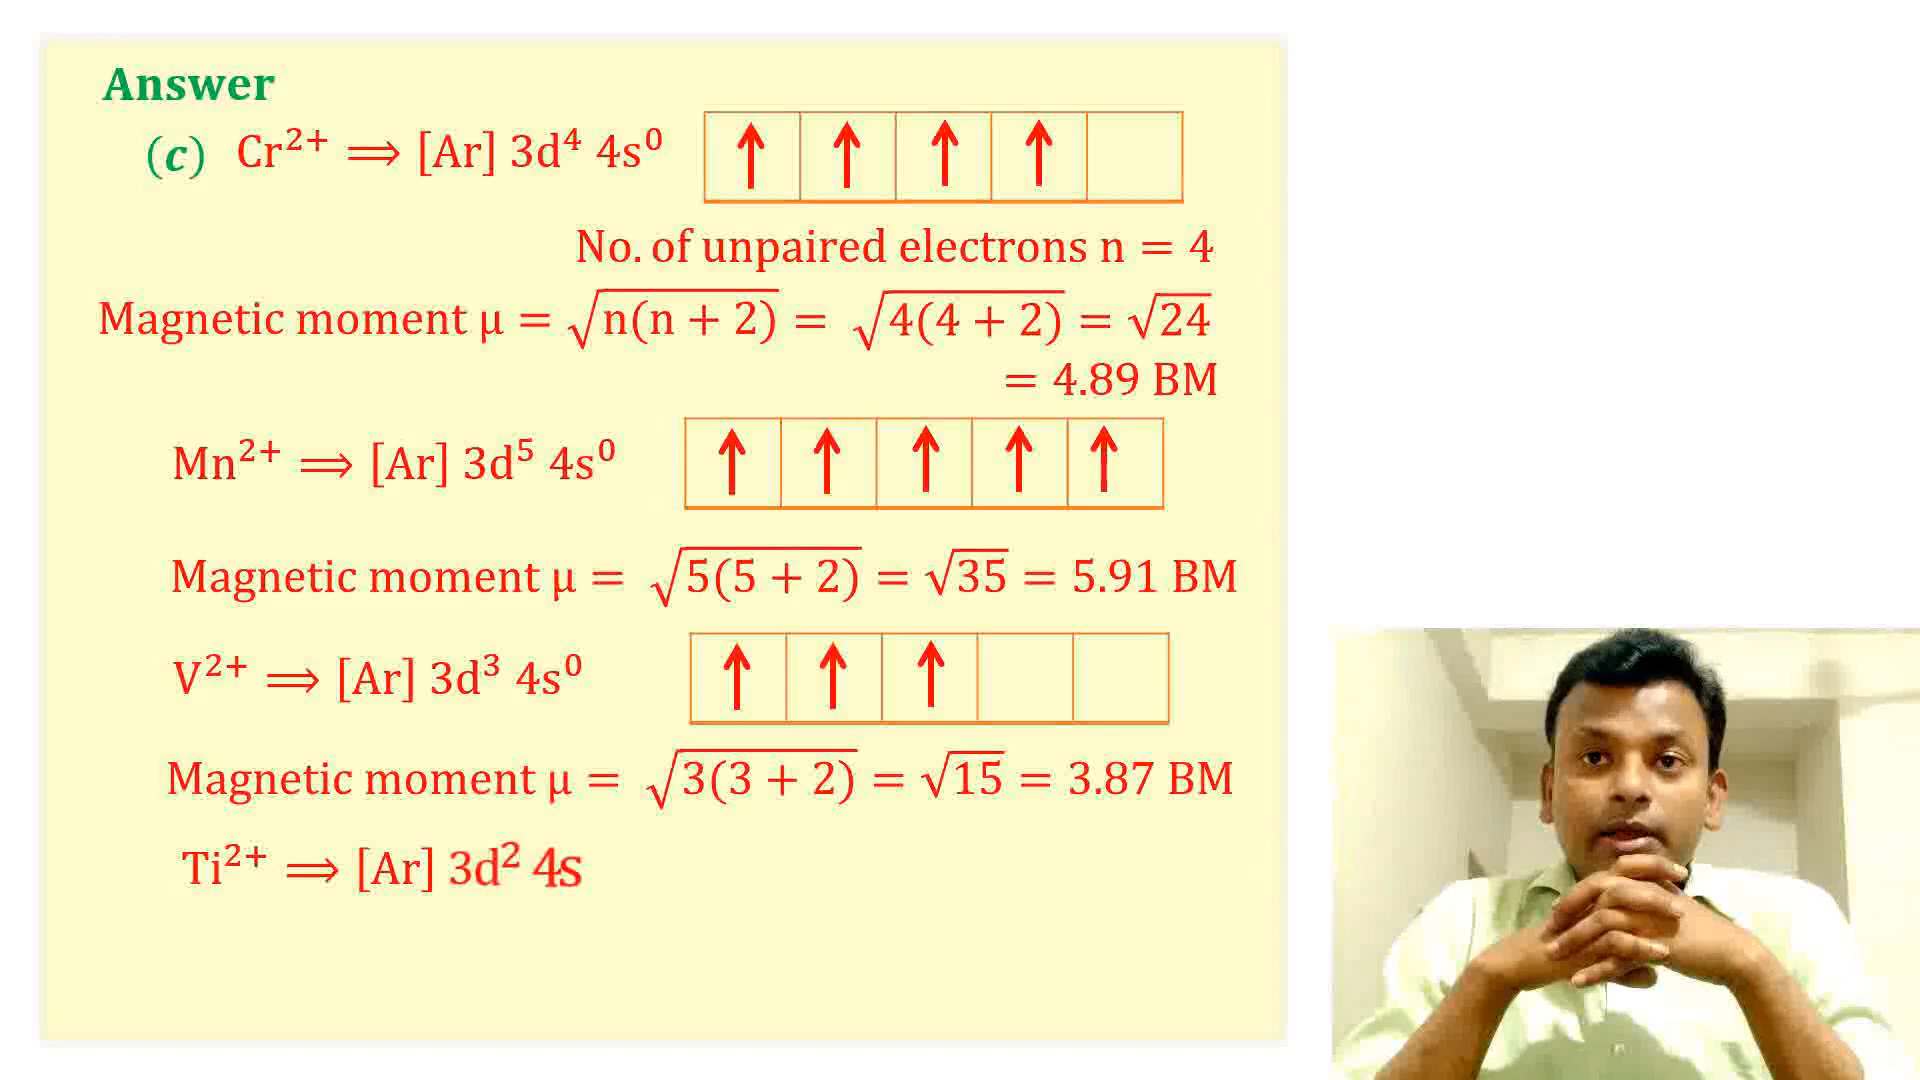 Answer
(c) Cr²⁺ ⟹ [Ar] 3d⁴ 4s⁰
No. of unpaired electrons n = 4
Magnetic moment μ = √n(n + 2) = √4(4 + 2) = √24
= 4.89 BM
Mn²⁺ ⟹ [Ar] 3d⁵ 4s⁰
Magnetic moment μ = √5(5 + 2) = √35 = 5.91 BM
V²⁺ ⟹ [Ar] 3d³ 4s⁰
Magnetic moment μ = √3(3 + 2) = √15 = 3.87 BM
Ti²⁺ ⟹ [Ar] 3d² 4s